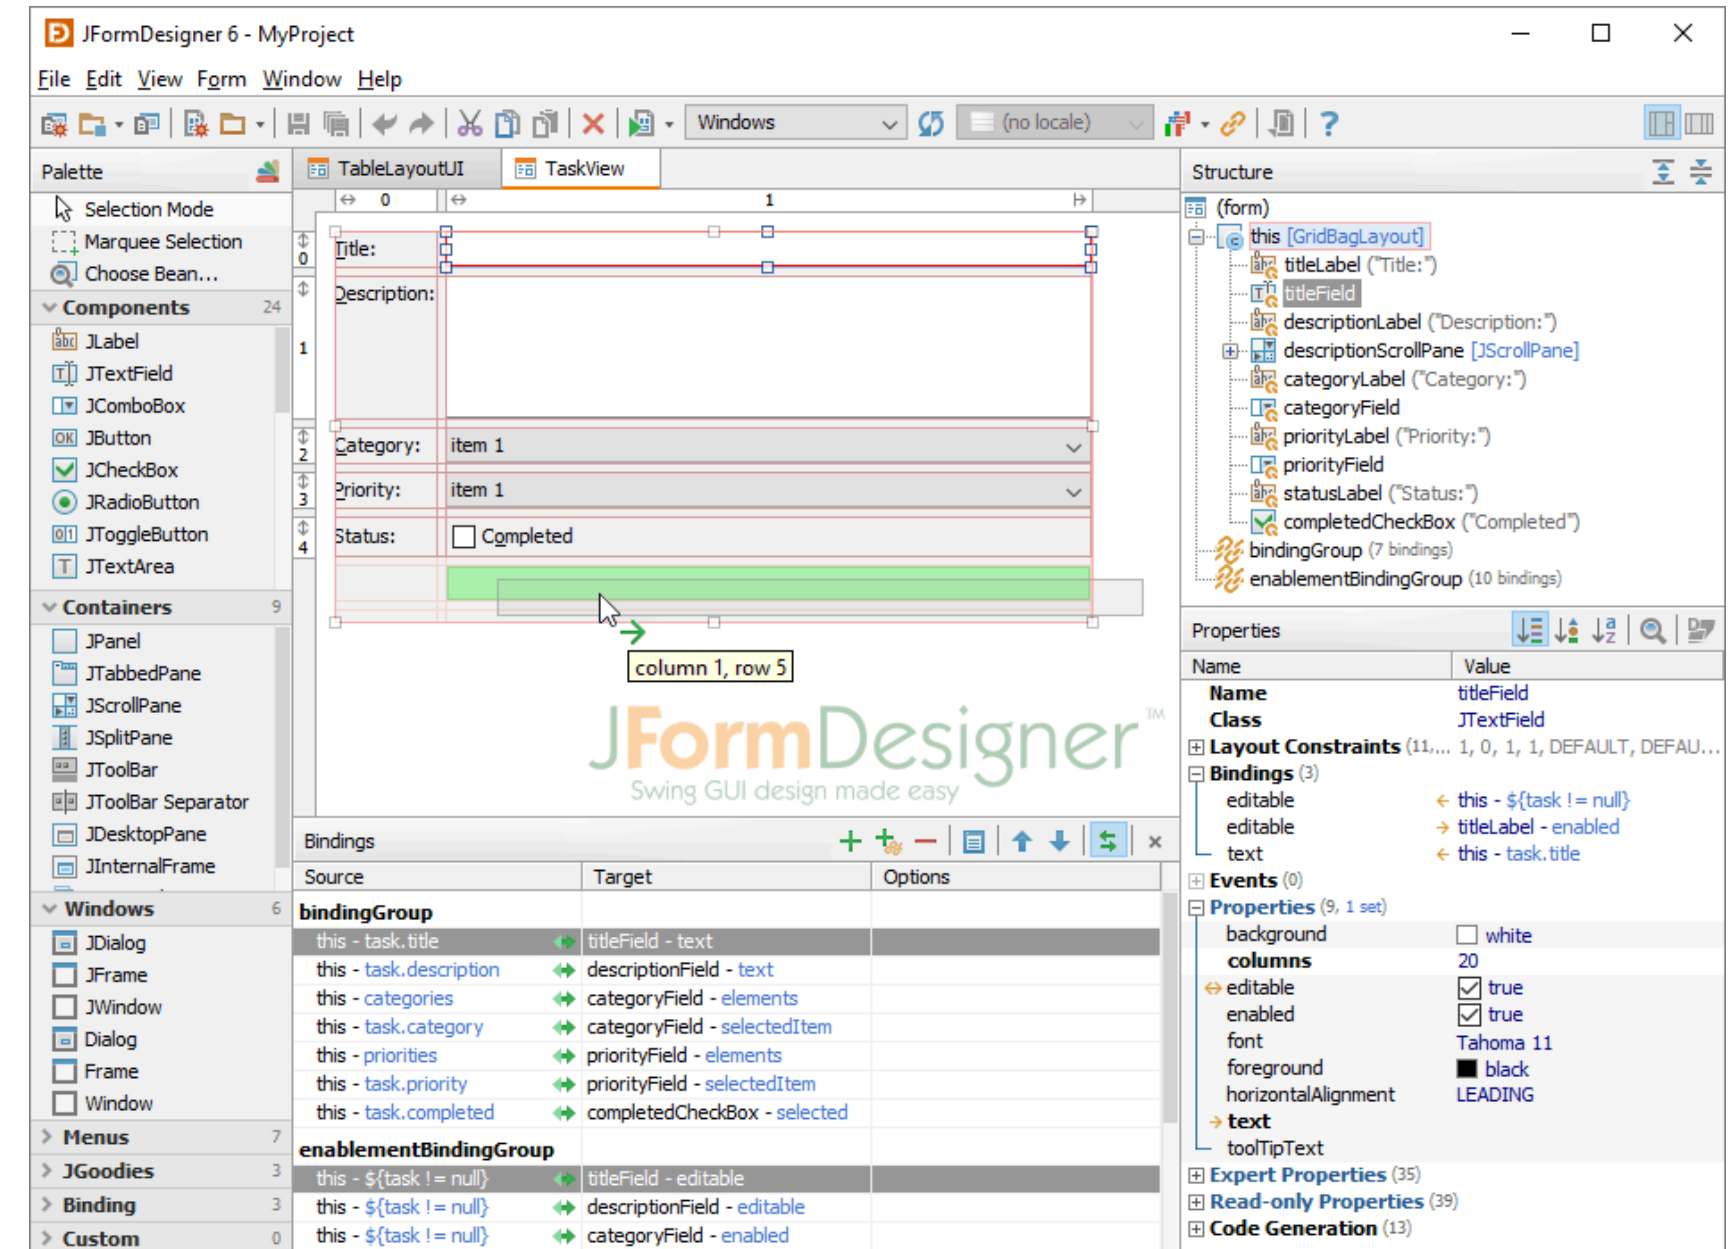 JFormDesigner 6 - MyProject
File Edit View Form Window Help
Windows (no locale)
Palette
Selection Mode
Marquee Selection
Choose Bean...
Components 24
JLabel
JTextField
JComboBox
JButton
JCheckBox
JRadioButton
JToggleButton
JTextArea
Containers 9
JPanel
JTabbedPane
JScrollPane
JSplitPane
JToolBar
JToolBar Separator
JDesktopPane
JInternalFrame
Windows 6
JDialog
JFrame
JWindow
Dialog
Frame
Window
Menus 7
JGoodies 3
Binding 3
Custom 0
TableLayoutUI TaskView
0 1
0 Title:
Description:
1
2 Category: item 1
3 Priority: item 1
4 Status: Completed
column 1, row 5
JFormDesigner™
Swing GUI design made easy
Bindings
Source Target Options
bindingGroup
this - task.title titleField - text
this - task.description descriptionField - text
this - categories categoryField - elements
this - task.category categoryField - selectedItem
this - priorities priorityField - elements
this - task.priority priorityField - selectedItem
this - task.completed completedCheckBox - selected
enablementBindingGroup
this - ${task != null} titleField - editable
this - ${task != null} descriptionField - editable
this - ${task != null} categoryField - enabled
Structure
(form)
this [GridBagLayout]
titleLabel ("Title:")
titleField
descriptionLabel ("Description:")
descriptionScrollPane [JScrollPane]
categoryLabel ("Category:")
categoryField
priorityLabel ("Priority:")
priorityField
statusLabel ("Status:")
completedCheckBox ("Completed")
bindingGroup (7 bindings)
enablementBindingGroup (10 bindings)
Properties
Name Value
Name titleField
Class JTextField
Layout Constraints (11,... 1, 0, 1, 1, DEFAULT, DEFAU...
Bindings (3)
editable this - ${task != null}
editable titleLabel - enabled
text this - task.title
Events (0)
Properties (9, 1 set)
background white
columns 20
editable true
enabled true
font Tahoma 11
foreground black
horizontalAlignment LEADING
text
toolTipText
Expert Properties (35)
Read-only Properties (39)
Code Generation (13)